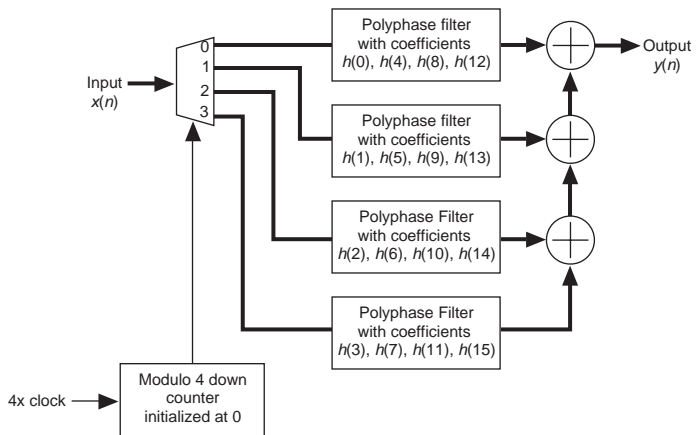 Polyphase filter
with coefficients
h(0), h(4), h(8), h(12)
Output
y(n)
Input
x(n)
0
1
2
3
Polyphase filter
with coefficients
h(1), h(5), h(9), h(13)
Polyphase Filter
with coefficients
h(2), h(6), h(10), h(14)
Polyphase Filter
with coefficients
h(3), h(7), h(11), h(15)
4x clock
Modulo 4 down
counter
initialized at 0